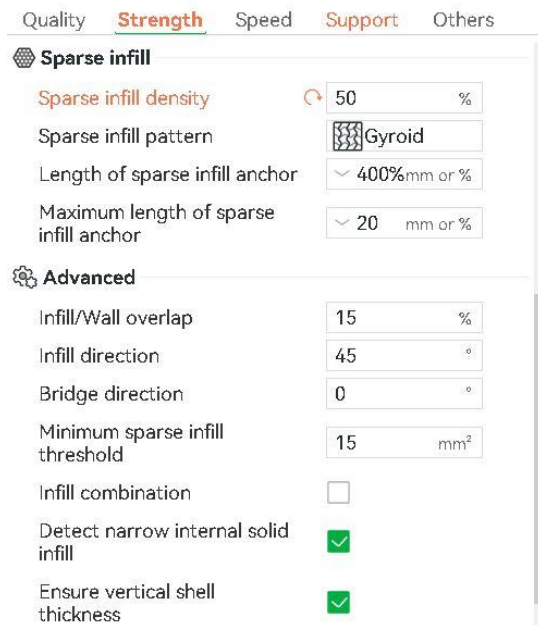 Quality Strength Speed Support Others
Sparse infill
Sparse infill density 50 %
Sparse infill pattern Gyroid
Length of sparse infill anchor 400% mm or %
Maximum length of sparse
infill anchor 20 mm or %
Advanced
Infill/Wall overlap 15 %
Infill direction 45 °
Bridge direction 0 °
Minimum sparse infill
threshold 15 mm²
Infill combination
Detect narrow internal solid
infill
Ensure vertical shell
thickness